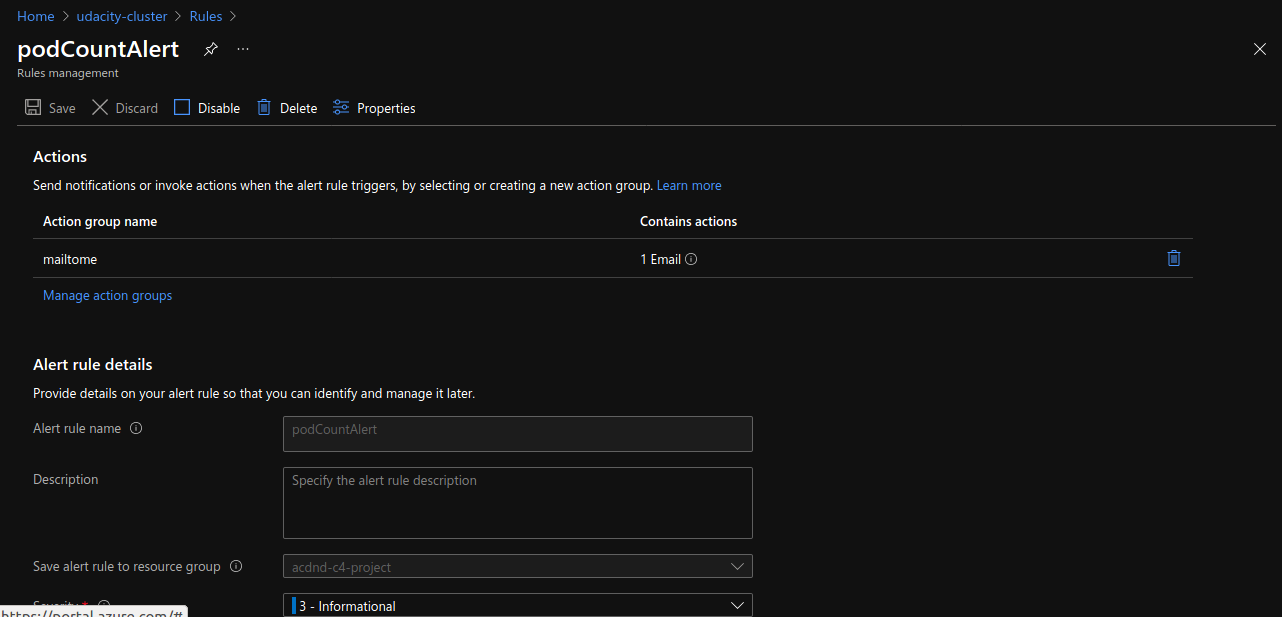 Home > udacity-cluster > Rules >
podCountAlert ...
Rules management
Save Discard Disable Delete Properties
Actions
Send notifications or invoke actions when the alert rule triggers, by selecting or creating a new action group. Learn more
Action group name Contains actions
mailtome 1 Email
Manage action groups
Alert rule details
Provide details on your alert rule so that you can identify and manage it later.
Alert rule name podCountAlert
Description Specify the alert rule description
Save alert rule to resource group acdnd-c4-project
Severity * 3 - Informational
https://portal.azure.com/#